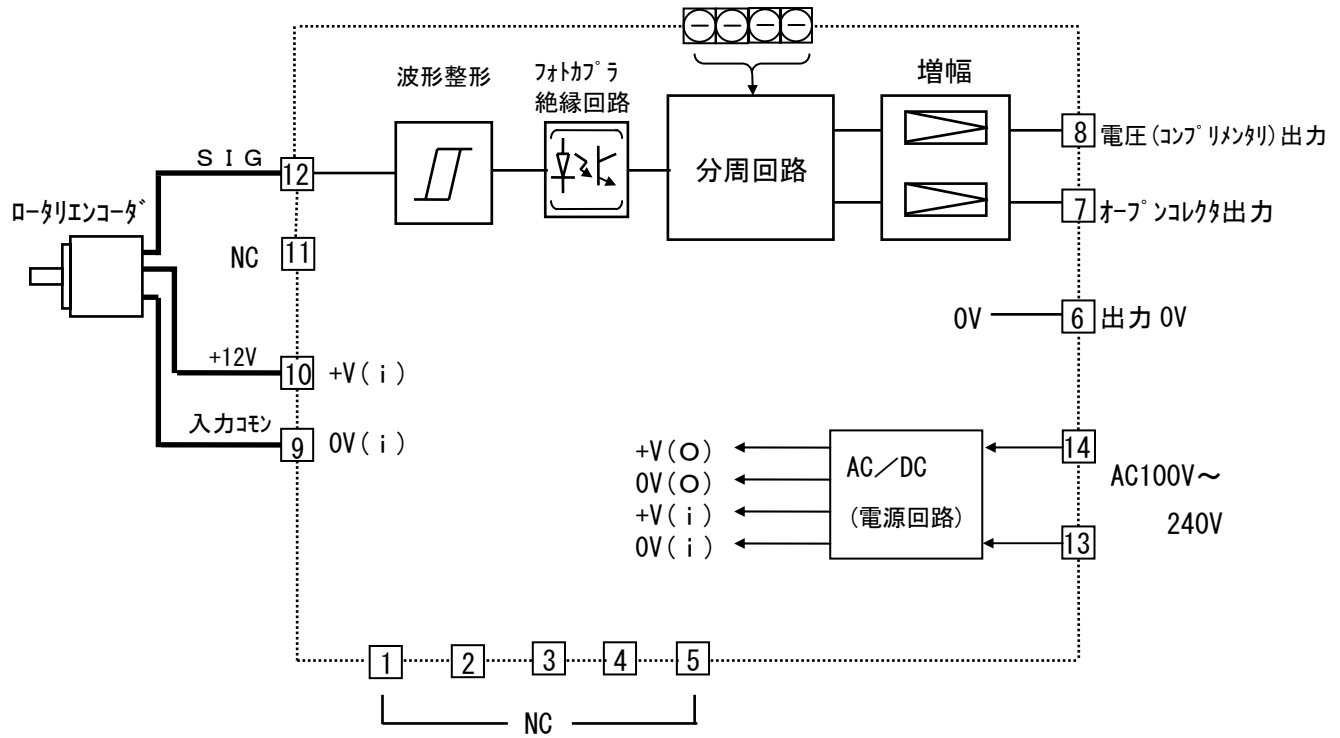 波形整形
フォトカプラ
絶縁回路
増幅
分周回路
SIG
12
8
電圧(コンプリメンタリ)出力
7
オープンコレクタ出力
ロータリエンコーダ
NC
11
0V
6
出力 0V
+12V
10
+V(i)
入力コモン
9
0V(i)
+V(O)
0V(O)
+V(i)
0V(i)
AC/DC
(電源回路)
14
13
AC100V~
240V
1
2
3
4
5
NC